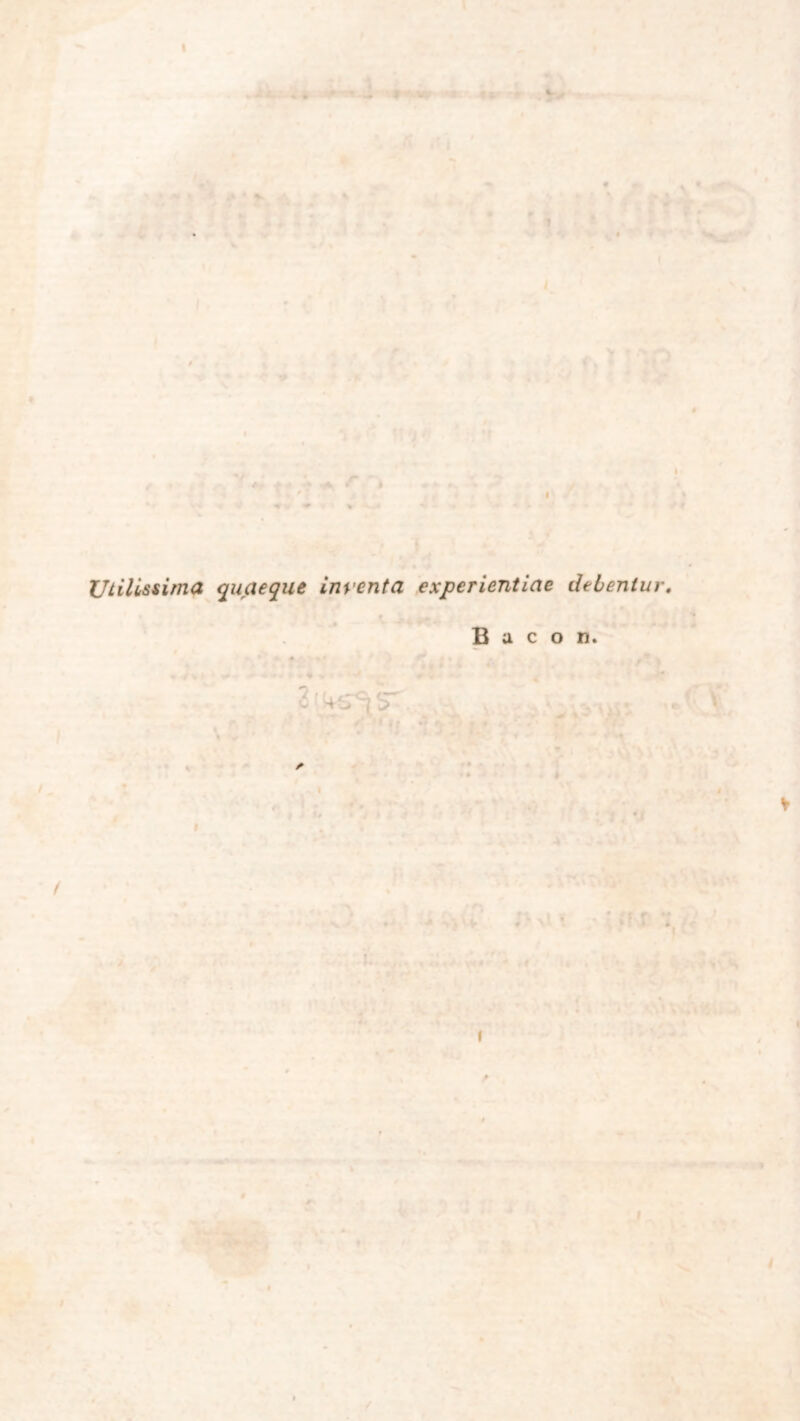 Utilissima quaeque inventa experientiae debentur.
Bacon.